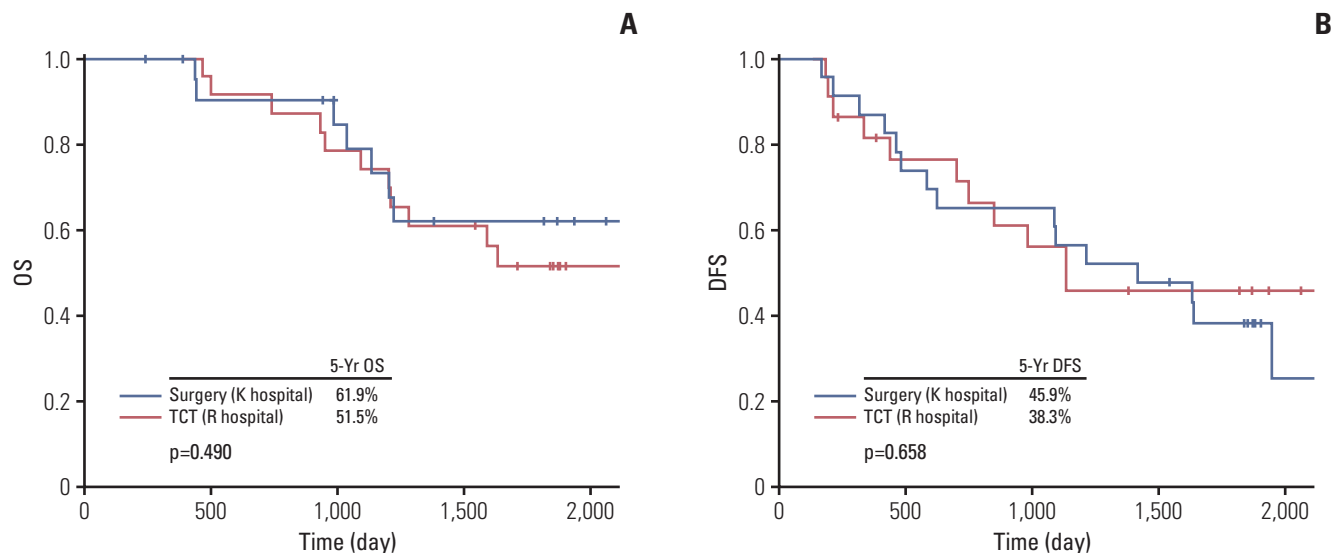 A
1.0
0.8
0.6
0.4
0.2
0
OS
5-Yr OS
Surgery (K hospital) 61.9%
TCT (R hospital) 51.5%
p=0.490
0 500 1,000 1,500 2,000
Time (day)
B
1.0
0.8
0.6
0.4
0.2
0
DFS
5-Yr DFS
Surgery (K hospital) 45.9%
TCT (R hospital) 38.3%
p=0.658
0 500 1,000 1,500 2,000
Time (day)